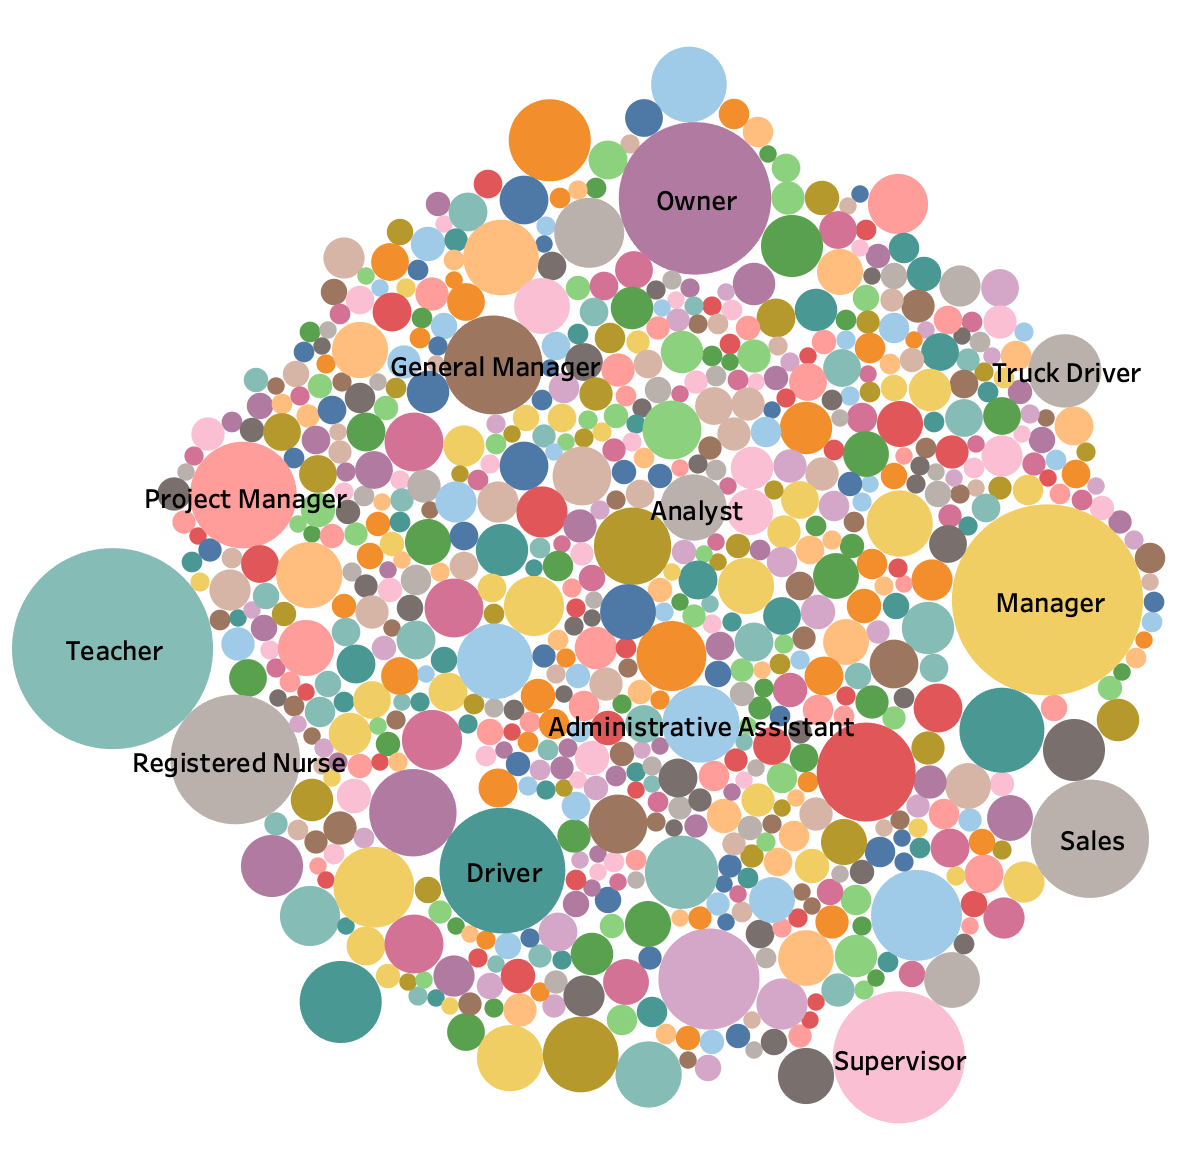 Owner
General Manager
Truck Driver
Project Manager
Analyst
Manager
Teacher
Administrative Assistant
Registered Nurse
Sales
Driver
Supervisor